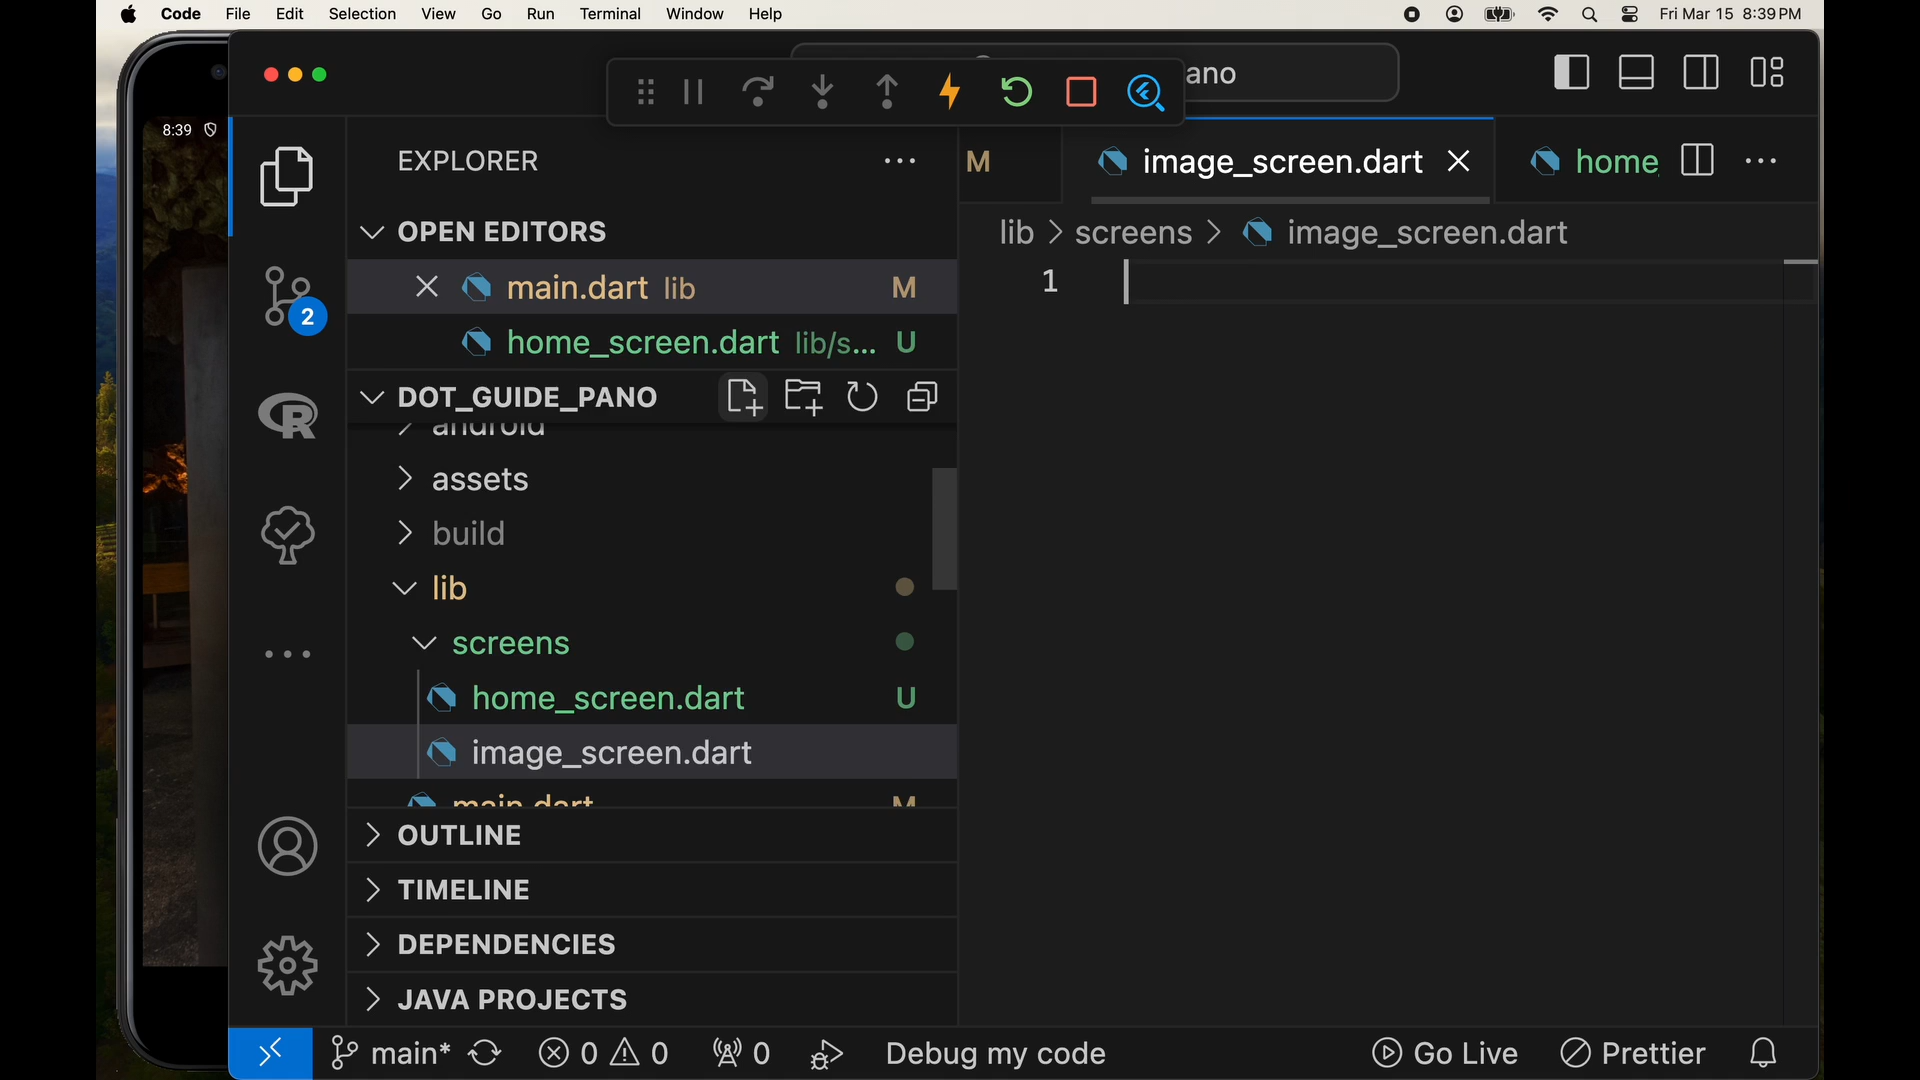 Code File Edit Selection View Go Run Terminal Window Help Fri Mar 15 8:39 PM
ano
8:39
EXPLORER
M image_screen.dart home
OPEN EDITORS
lib > screens > image_screen.dart
main.dart lib M
1
home_screen.dart lib/s... U
DOT_GUIDE_PANO
android
assets
build
lib
2
screens
home_screen.dart U
image_screen.dart
main.dart M
OUTLINE
TIMELINE
DEPENDENCIES
JAVA PROJECTS
main* 0 0 0 Debug my code Go Live Prettier